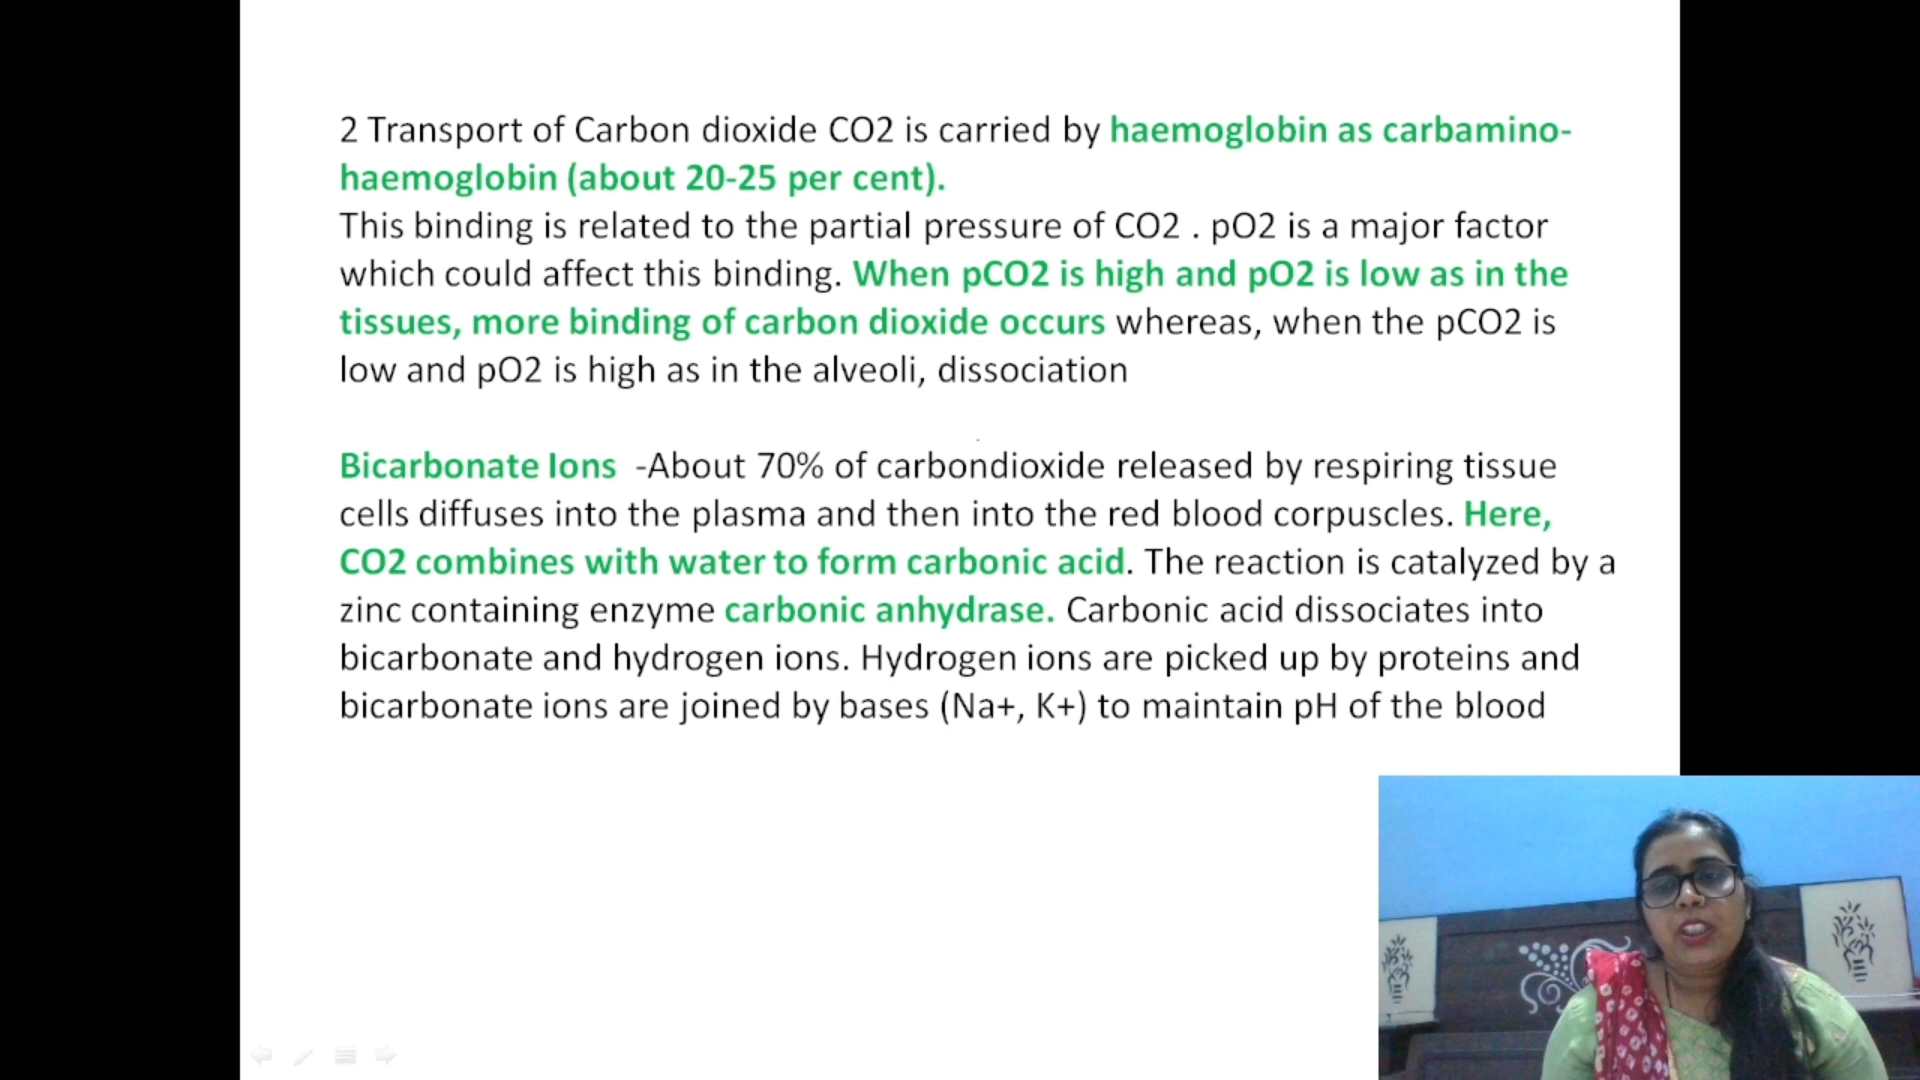 2 Transport of Carbon dioxide CO2 is carried by haemoglobin as carbamino-
haemoglobin (about 20-25 per cent).
This binding is related to the partial pressure of CO2 . pO2 is a major factor
which could affect this binding. When pCO2 is high and pO2 is low as in the
tissues, more binding of carbon dioxide occurs whereas, when the pCO2 is
low and pO2 is high as in the alveoli, dissociation
Bicarbonate Ions -About 70% of carbondioxide released by respiring tissue
cells diffuses into the plasma and then into the red blood corpuscles. Here,
CO2 combines with water to form carbonic acid. The reaction is catalyzed by a
zinc containing enzyme carbonic anhydrase. Carbonic acid dissociates into
bicarbonate and hydrogen ions. Hydrogen ions are picked up by proteins and
bicarbonate ions are joined by bases (Na+, K+) to maintain pH of the blood